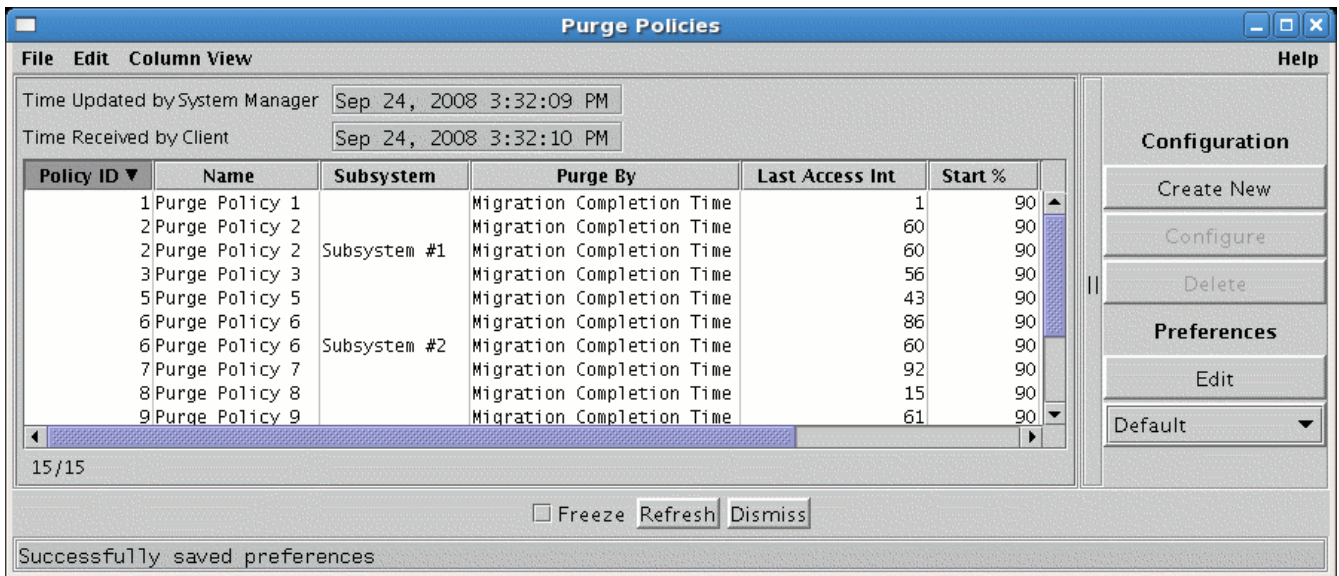 Purge Policies
File Edit Column View Help
Time Updated by System Manager Sep 24, 2008 3:32:09 PM
Time Received by Client Sep 24, 2008 3:32:10 PM
Policy ID ▼ Name Subsystem Purge By Last Access Int Start %
1 Purge Policy 1 Migration Completion Time 1 90
2 Purge Policy 2 Migration Completion Time 60 90
2 Purge Policy 2 Subsystem #1 Migration Completion Time 60 90
3 Purge Policy 3 Migration Completion Time 56 90
5 Purge Policy 5 Migration Completion Time 43 90
6 Purge Policy 6 Migration Completion Time 86 90
6 Purge Policy 6 Subsystem #2 Migration Completion Time 60 90
7 Purge Policy 7 Migration Completion Time 92 90
8 Purge Policy 8 Migration Completion Time 15 90
9 Purge Policy 9 Migration Completion Time 61 90
15/15
Configuration
Create New
Configure
Delete
Preferences
Edit
Default
Freeze Refresh Dismiss
Successfully saved preferences